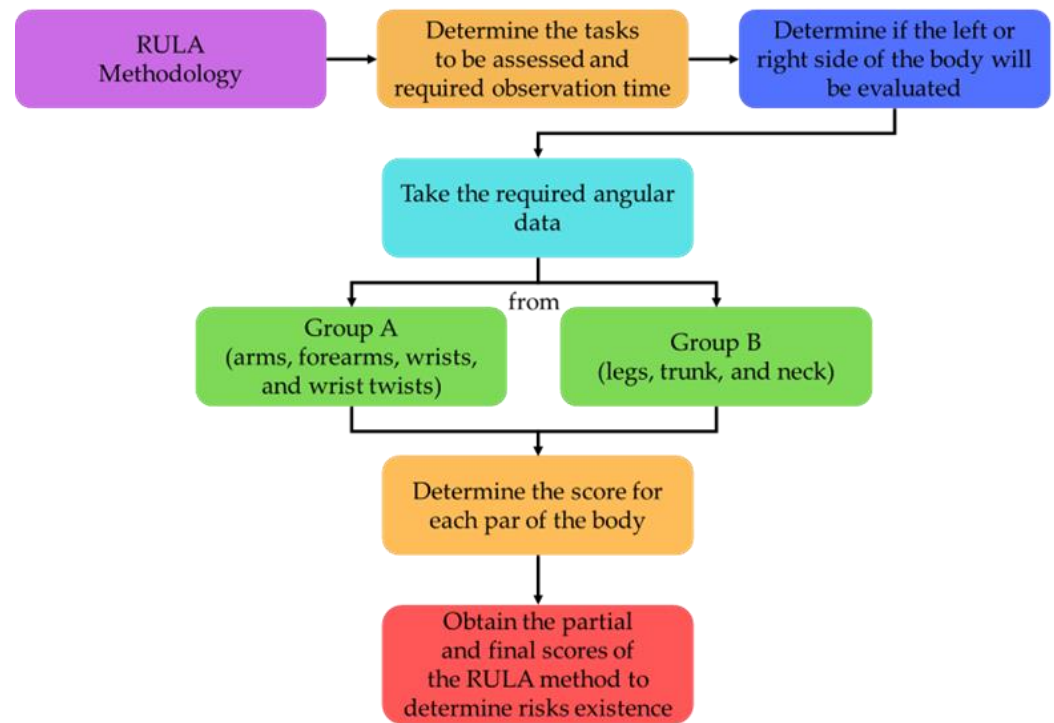 RULA
Methodology
Determine the tasks
to be assessed and
required observation time
Determine if the left or
right side of the body will
be evaluated
Take the required angular
data
from
Group A
(arms, forearms, wrists,
and wrist twists)
Group B
(legs, trunk, and neck)
Determine the score for
each par of the body
Obtain the partial
and final scores of
the RULA method to
determine risks existence